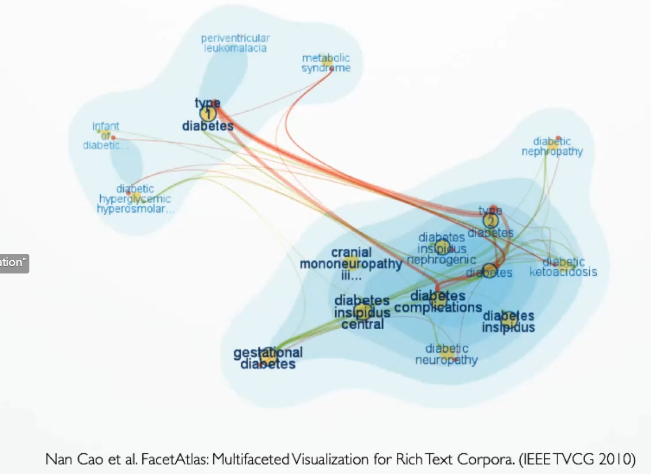 periventricular
leukomalacia
metabolic
syndrome
type
1
diabetes
infant
of
diabetic...
diabetic
hyperglycemic
hyperosmolar...
diabetic
nephropathy
type
2
diabetes
diabetes
insipidus
nephrogenic
cranial
mononeuropathy
iii...
diabetes
diabetic
ketoacidosis
diabetes
insipidus
central
diabetes
complications
diabetes
insipidus
gestational
diabetes
diabetic
neuropathy
ation"
Nan Cao et al. FacetAtlas: Multifaceted Visualization for Rich Text Corpora. (IEEE TVCG 2010)